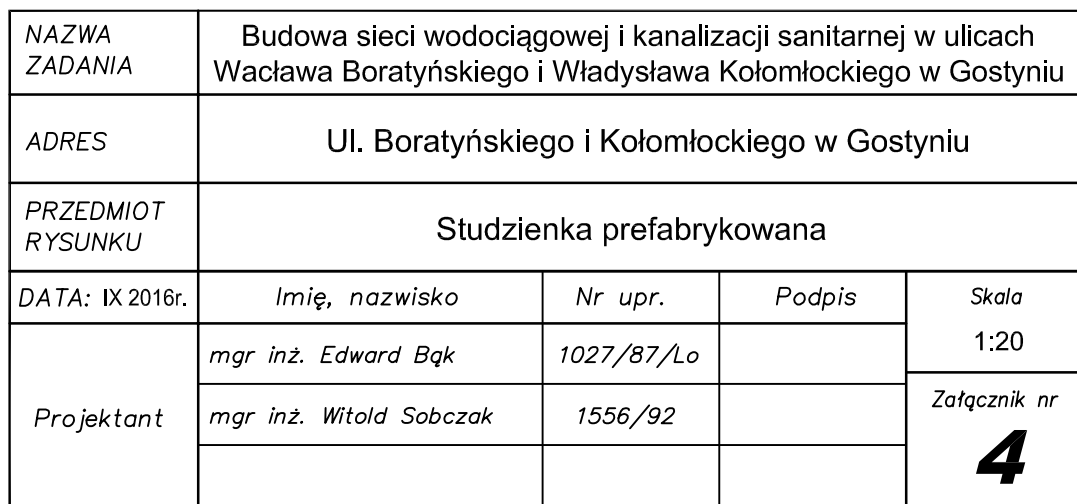 NAZWA
ZADANIA
Budowa sieci wodociągowej i kanalizacji sanitarnej w ulicach
Wacława Boratyńskiego i Władysława Kołomłockiego w Gostyniu
ADRES
Ul. Boratyńskiego i Kołomłockiego w Gostyniu
PRZEDMIOT
RYSUNKU
Studzienka prefabrykowana
DATA: IX 2016r.
Imię, nazwisko
Nr upr.
Podpis
Skala
1:20
Projektant
mgr inż. Edward Bąk
1027/87/Lo
mgr inż. Witold Sobczak
1556/92
Załącznik nr
4